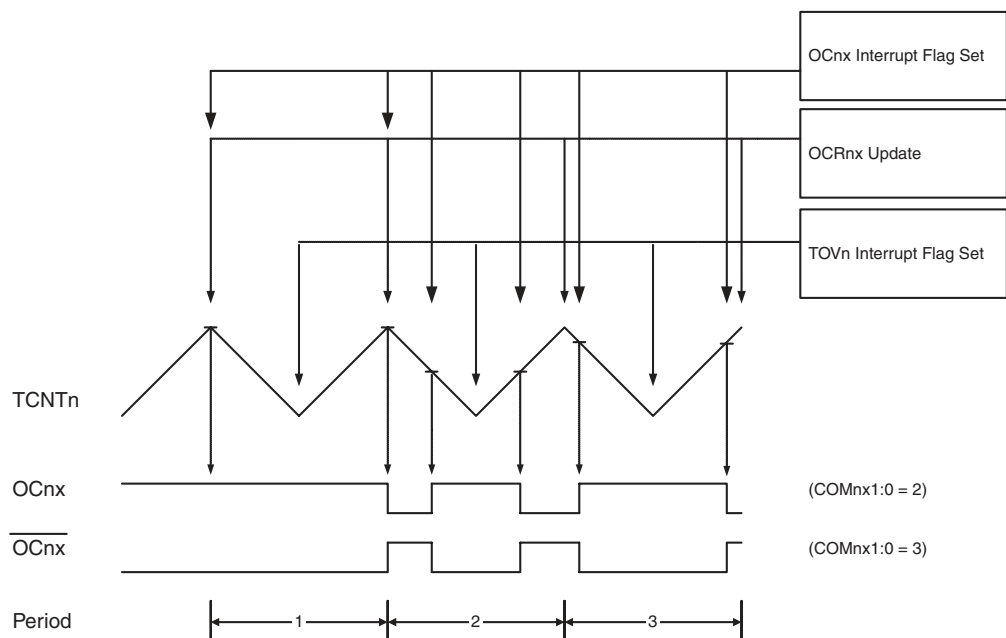 OCnx Interrupt Flag Set
OCRnx Update
TOVn Interrupt Flag Set
TCNTn
OCnx
(COMnx1:0 = 2)
OCnx
(COMnx1:0 = 3)
Period
1
2
3